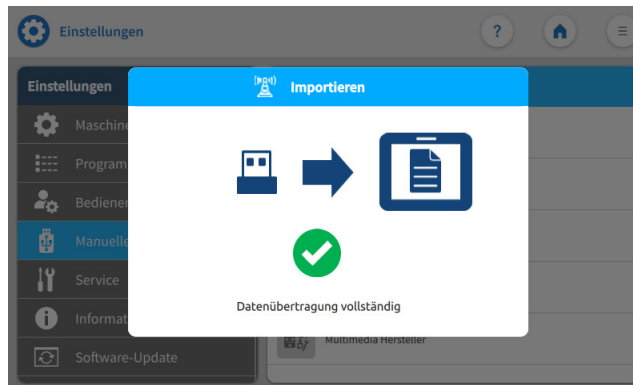 Einstellungen
?
Einstellungen
Importieren
Maschine
Program
Bediener
Manuelle
Service
Informat
Software-Update
Datenübertragung vollständig
Multimedia Hersteller